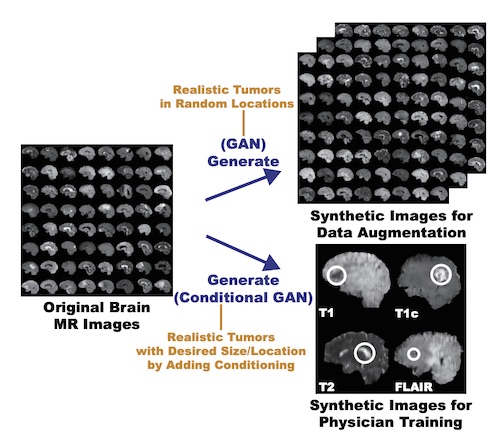 Realistic Tumors
in Random Locations
(GAN)
Generate
Synthetic Images for
Data Augmentation
Original Brain
MR Images
Generate
(Conditional GAN)
Realistic Tumors
with Desired Size/Location
by Adding Conditioning
T1
T1c
T2
FLAIR
Synthetic Images for
Physician Training